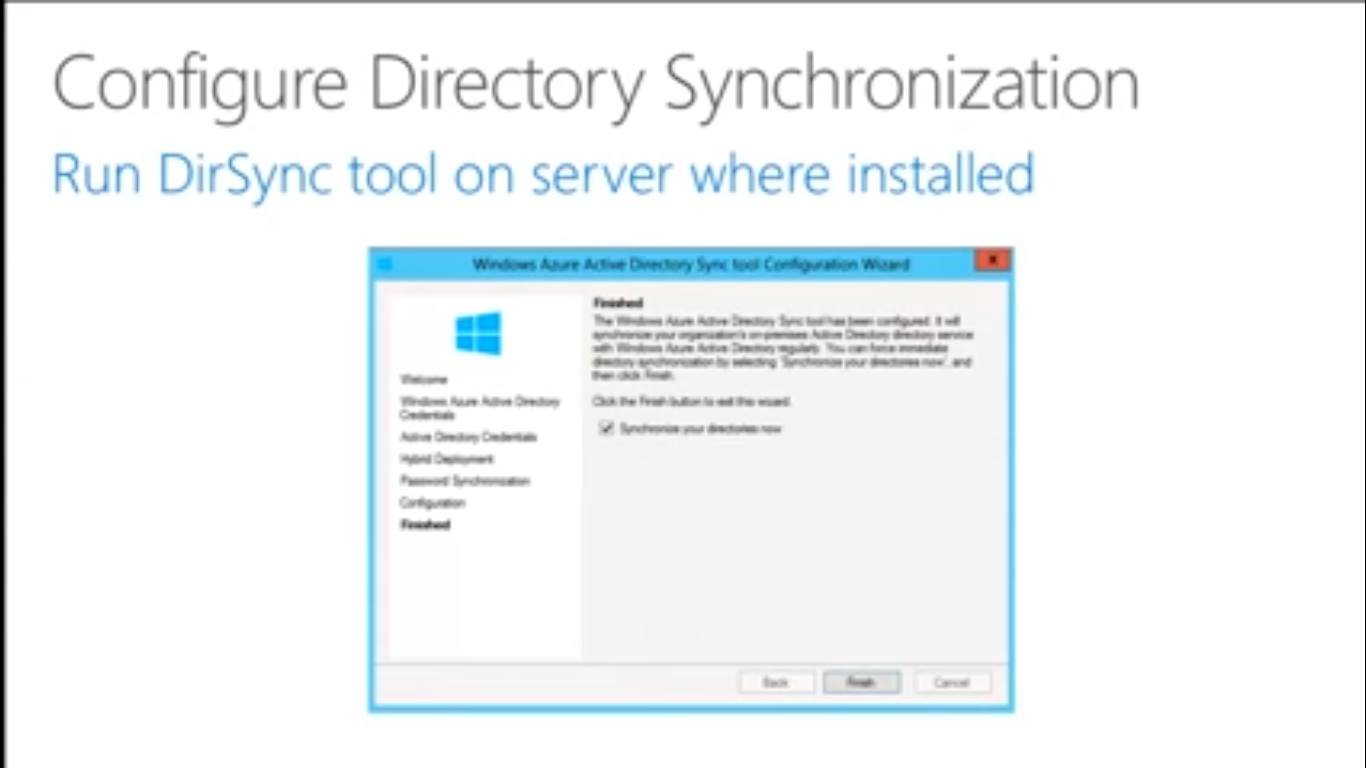 Configure Directory Synchronization
Run DirSync tool on server where installed
Windows Azure Active Directory Sync tool Configuration Wizard
x
Welcome
Windows Azure Active Directory
Credentials
Active Directory Credentials
Hybrid Deployment
Password Synchronization
Configuration
Finished
Finished
The Windows Azure Active Directory Sync tool has been configured. It will
synchronize your organization's on-premises Active Directory directory service
with Windows Azure Active Directory regularly. You can force immediate
directory synchronization by selecting 'Synchronize your directories now', and
then click Finish.
Click the Finish button to exit this wizard.
Synchronize your directories now
Back
Finish
Cancel